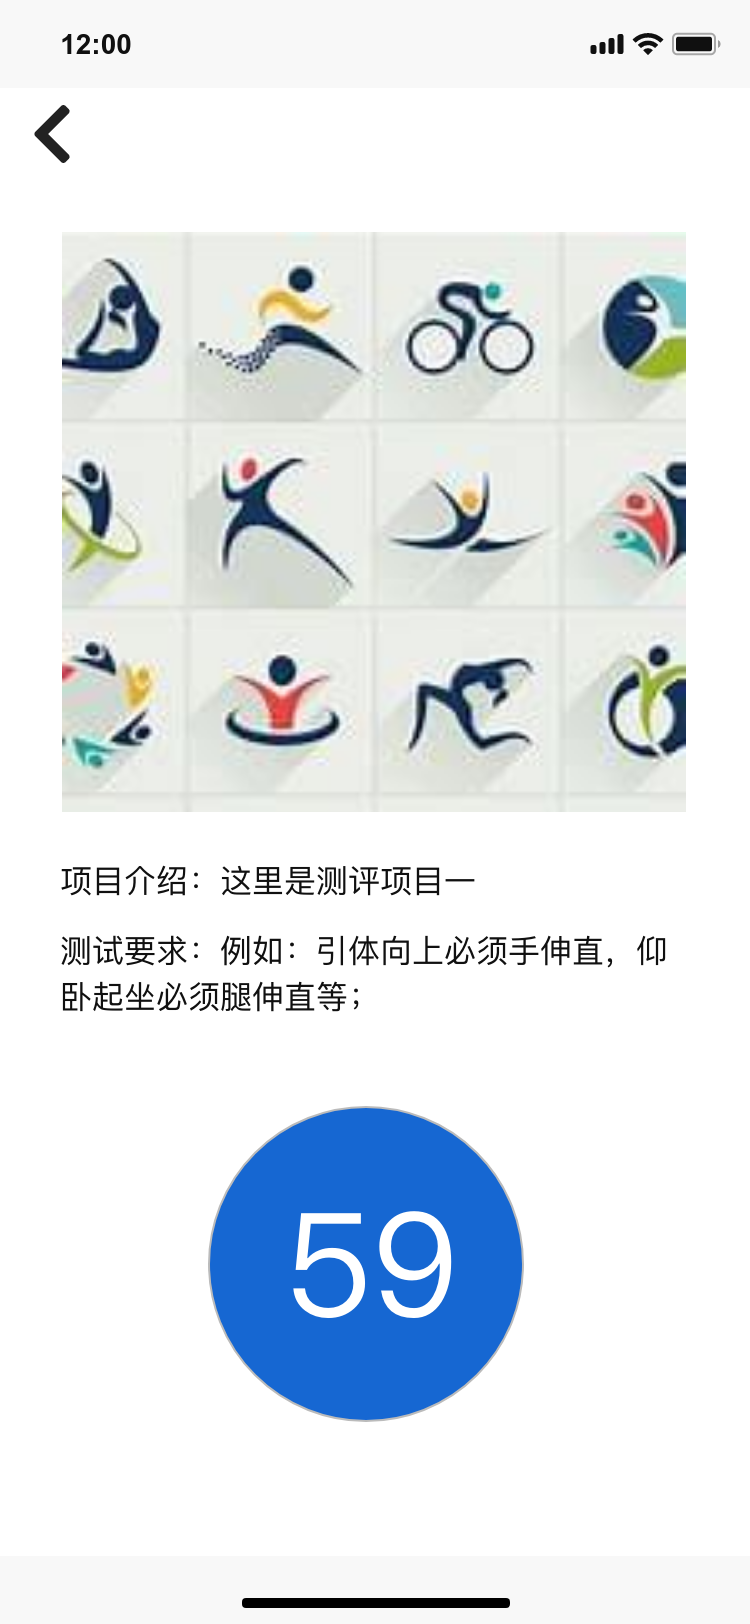 12:00
项目介绍：这里是测评项目一
测试要求：例如：引体向上必须手伸直，仰
卧起坐必须腿伸直等；
59